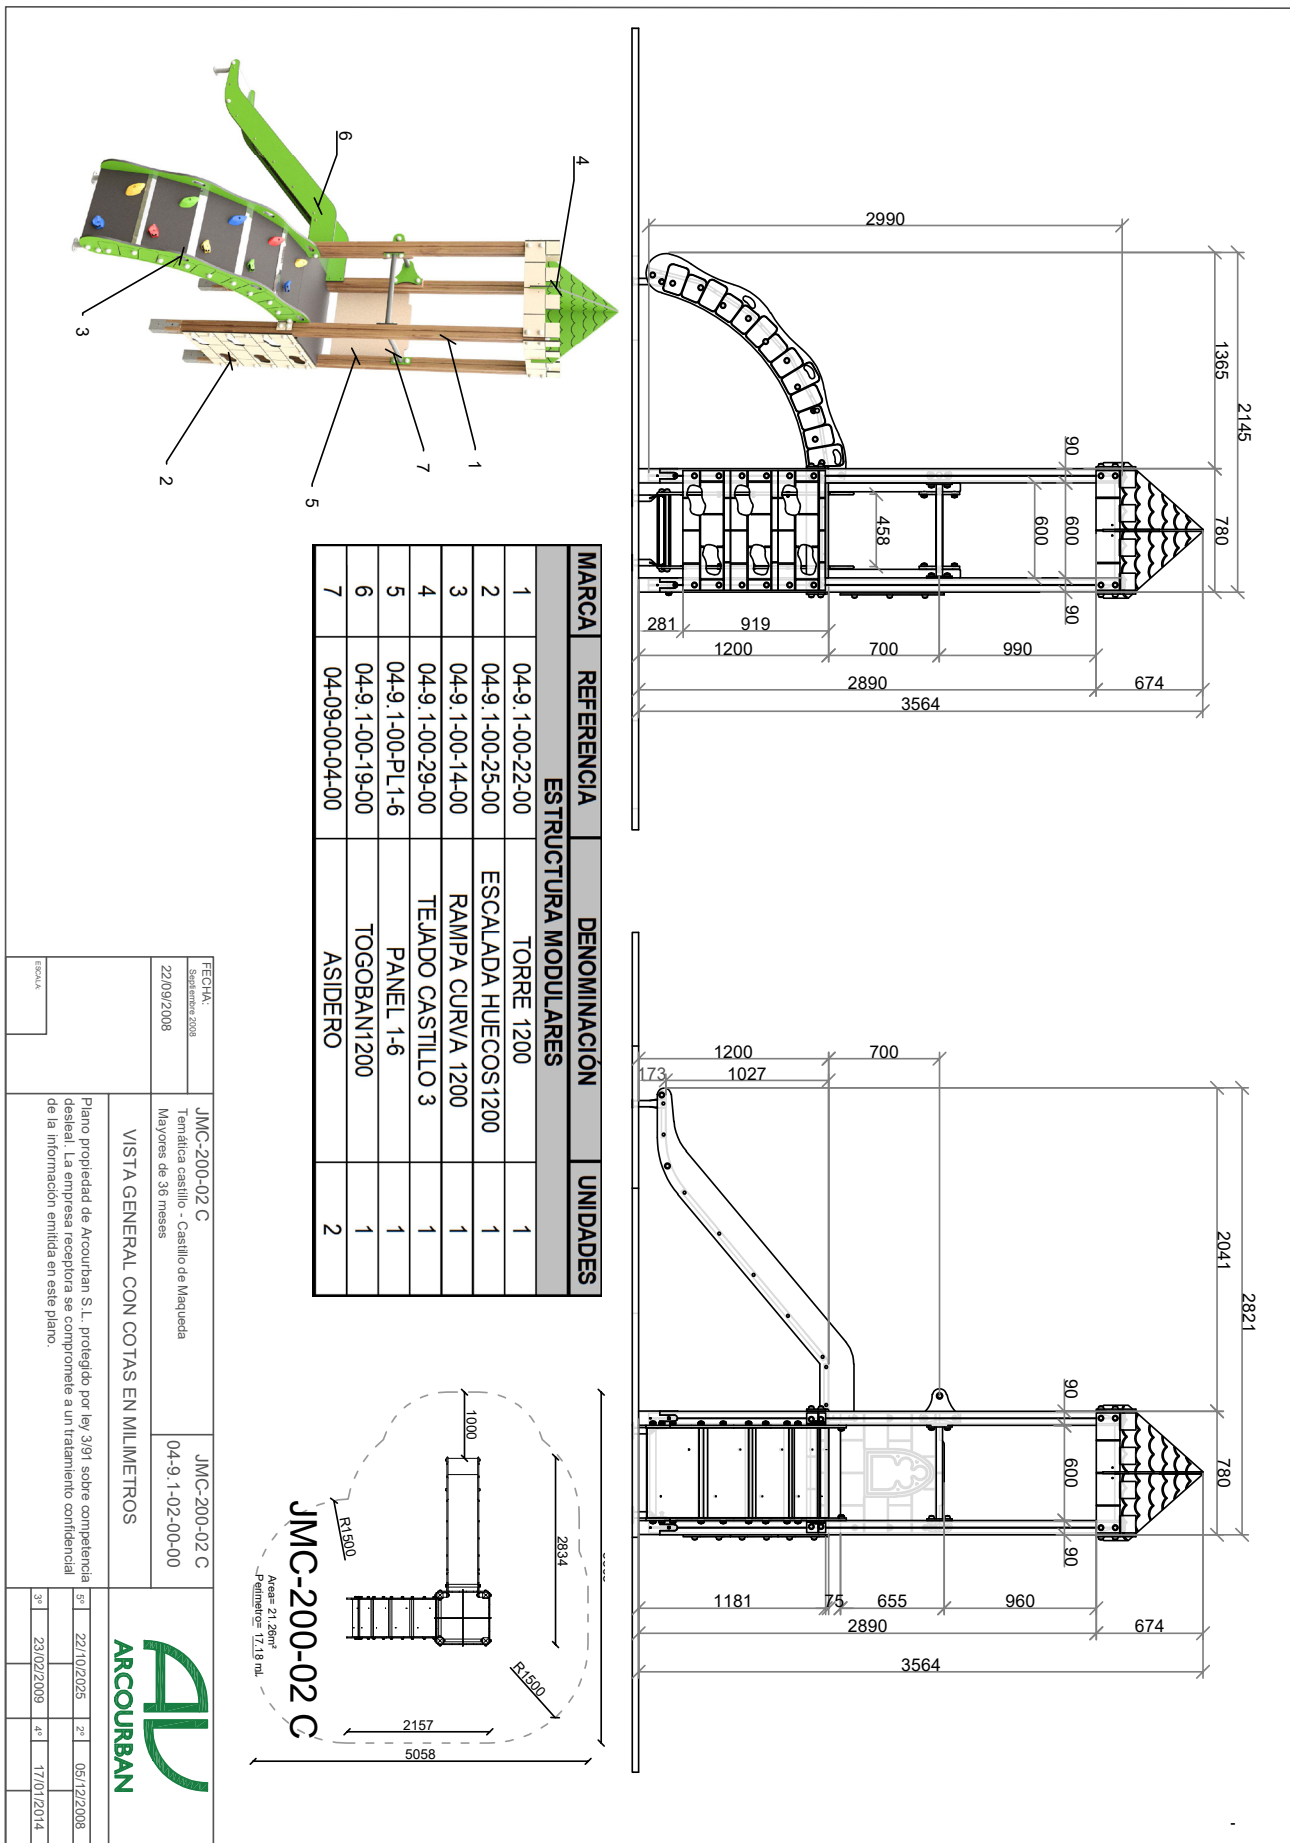 2990
1365
2145
90
600
600
458
780
90
281
919
1200
700
990
2890
674
3564
1200
700
173
1027
2041
2821
90
600
780
90
1181
75
655
960
2890
674
3564
1
2
3
4
5
6
7
MARCA REFERENCIA DENOMINACIÓN UNIDADES
ESTRUCTURA MODULARES
1 04-9.1-00-22-00 TORRE 1200 1
2 04-9.1-00-25-00 ESCALADA HUECOS1200 1
3 04-9.1-00-14-00 RAMPA CURVA 1200 1
4 04-9.1-00-29-00 TEJADO CASTILLO 3 1
5 04-9.1-00-PL1-6 PANEL 1-6 1
6 04-9.1-00-19-00 TOGOBAN1200 1
7 04-09-00-04-00 ASIDERO 2
1000
2834
R1500
R1500
2157
5058
JMC-200-02 C
Area= 21.26m²
Perimetro= 17.18 ml.
FECHA:
Septiembre 2008
22/09/2008
JMC-200-02 C
Temática castillo - Castillo de Maqueda
Mayores de 36 meses
JMC-200-02 C
04-9.1-02-00-00
VISTA GENERAL CON COTAS EN MILIMETROS
ESCALA:
Plano propiedad de Arcourban S.L. protegido por ley 3/91 sobre competencia
desleal. La empresa receptora se compromete a un tratamiento confidencial
de la información emitida en este plano.
ARCOURBAN
5º 22/10/2025 2º 05/12/2008
3º 23/02/2009 4º 17/01/2014